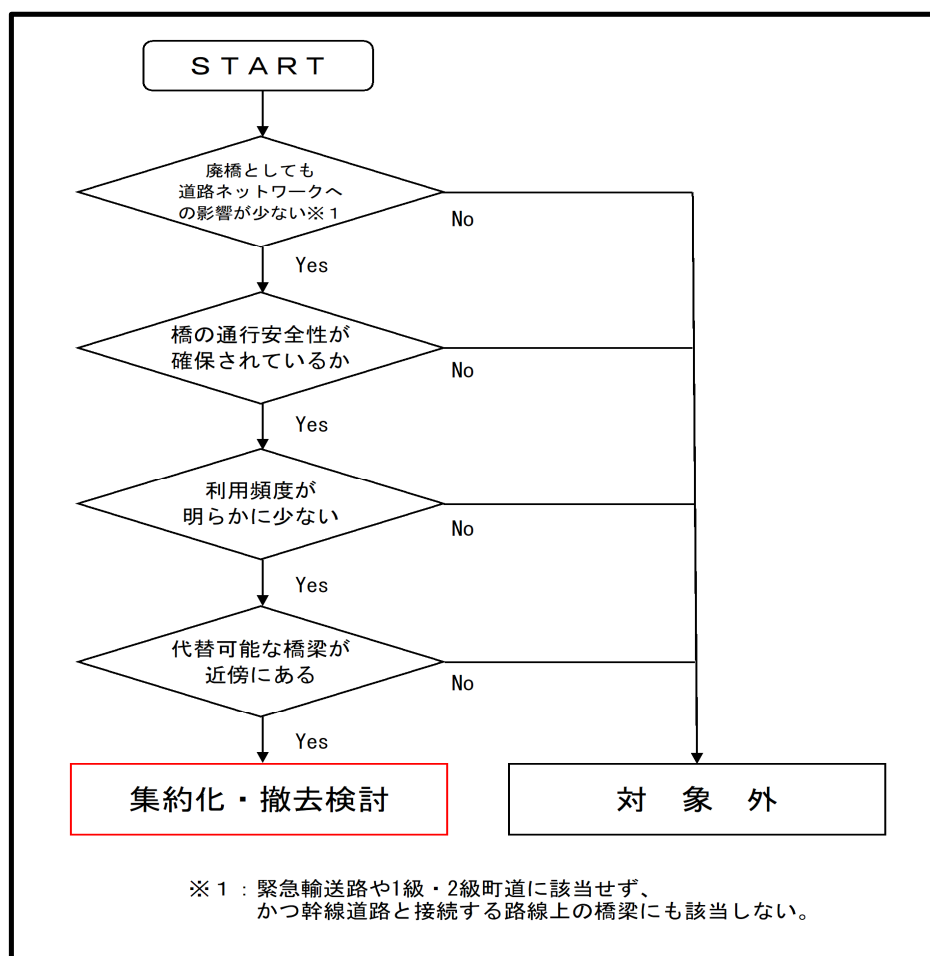 START
廃橋としても
道路ネットワークへ
の影響が少ない※１
No
Yes
橋の通行安全性が
確保されているか
No
Yes
利用頻度が
明らかに少ない
No
Yes
代替可能な橋梁が
近傍にある
No
Yes
集約化・撤去検討
対 象 外
※１：緊急輸送路や1級・2級町道に該当せず、
かつ幹線道路と接続する路線上の橋梁にも該当しない。